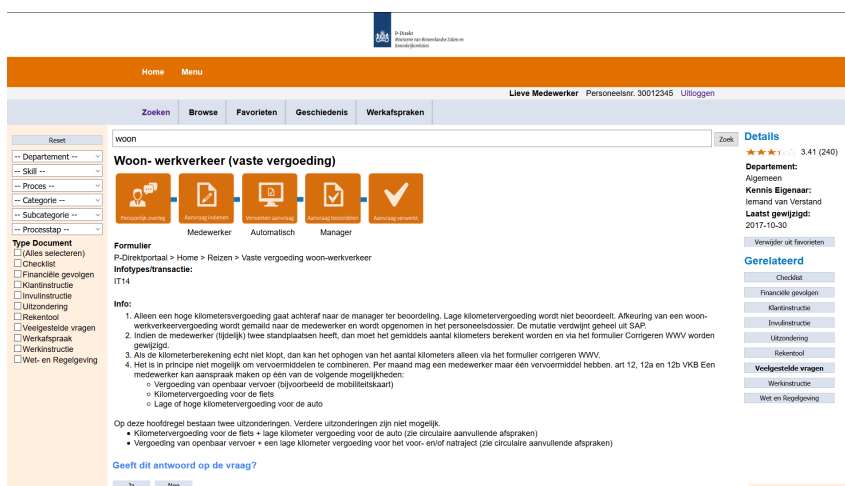 P-Direkt
Ministerie van Binnenlandse Zaken en
Koninkrijksrelaties
Home Menu
Lieve Medewerker Personeelsnr. 30012345 Uitloggen
Zoeken Browse Favorieten Geschiedenis Werkafspraken
Reset
-- Departement --
-- Skill --
-- Proces --
-- Categorie --
-- Subcategorie --
-- Processtap --
Type Document
(Alles selecteren)
Checklist
Financiële gevolgen
Klantinstructie
Invulinstructie
Uitzondering
Rekentool
Veelgestelde vragen
Werkafspraak
Werkinstructie
Wet- en Regelgeving
woon Zoek
Woon- werkverkeer (vaste vergoeding)
Persoonlijk overleg Aanvraag indienen Verwerken aanvraag Aanvraag beoordelen Aanvraag verwerkt
Medewerker Automatisch Manager
Formulier
P-Direktportaal > Home > Reizen > Vaste vergoeding woon-werkverkeer
Infotypes/transactie:
IT14
Info:
1. Alleen een hoge kilometersvergoeding gaat achteraf naar de manager ter beoordeling. Lage kilometervergoeding wordt niet beoordeelt. Afkeuring van een woon-
werkverkeervergoeding wordt gemaild naar de medewerker en wordt opgenomen in het personeelsdossier. De mutatie verdwijnt geheel uit SAP.
2. Indien de medewerker (tijdelijk) twee standplaatsen heeft, dan moet het gemiddels aantal kilometers berekent worden en via het formulier Corrigeren WWV worden
gewijzigd.
3. Als de kilometerberekening echt niet klopt, dan kan het ophogen van het aantal kilometers alleen via het formulier corrigeren WWV.
4. Het is in principe niet mogelijk om vervoermiddelen te combineren. Per maand mag een medewerker maar één vervoermiddel hebben. art 12, 12a en 12b VKB Een
medewerker kan aanspraak maken op één van de volgende mogelijkheden:
○ Vergoeding van openbaar vervoer (bijvoorbeeld de mobiliteitskaart)
○ Kilometervergoeding voor de fiets
○ Lage of hoge kilometervergoeding voor de auto
Op deze hoofdregel bestaan twee uitzonderingen. Verdere uitzonderingen zijn niet mogelijk.
• Kilometervergoeding voor de fiets + lage kilometer vergoeding voor de auto (zie circulaire aanvullende afspraken)
• Vergoeding van openbaar vervoer + een lage kilometer vergoeding voor het voor- en/of natraject (zie circulaire aanvullende afspraken)
Geeft dit antwoord op de vraag?
Ja Nee
Details
3.41 (240)
Departement:
Algemeen
Kennis Eigenaar:
Iemand van Verstand
Laatst gewijzigd:
2017-10-30
Verwijder uit favorieten
Gerelateerd
Checklist
Financiële gevolgen
Klantinstructie
Invulinstructie
Uitzondering
Rekentool
Veelgestelde vragen
Werkinstructie
Wet en Regelgeving